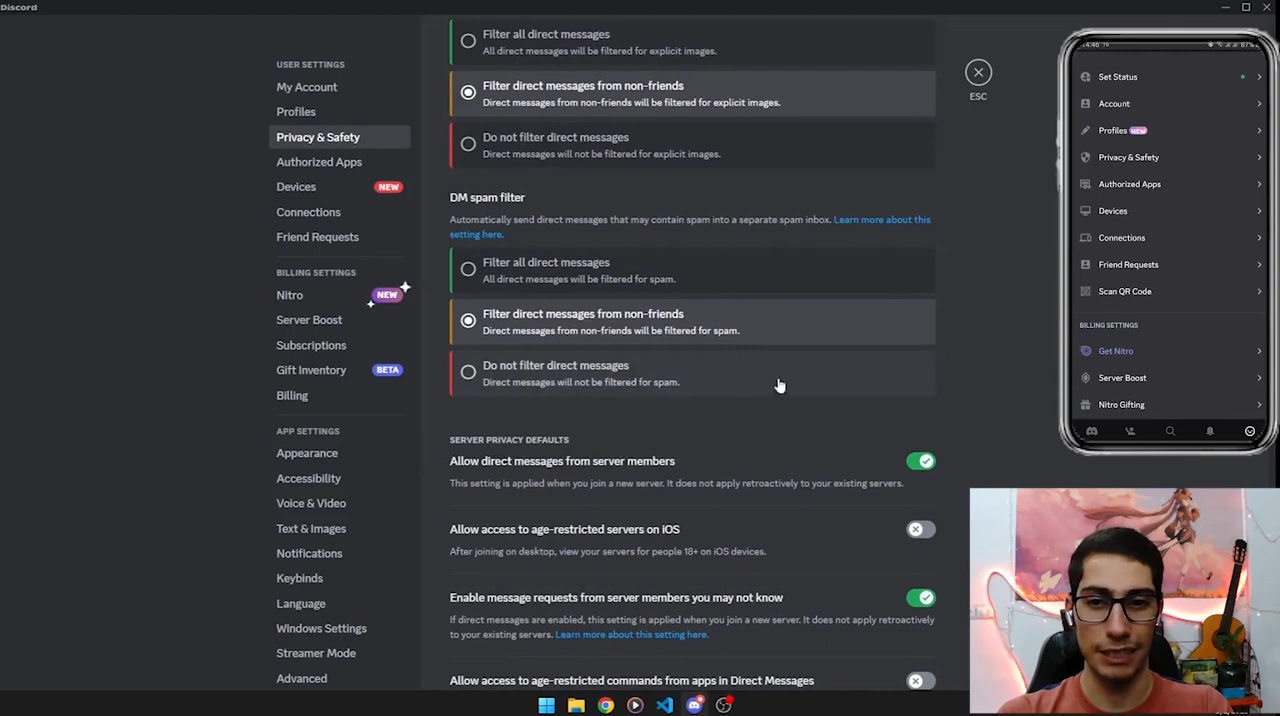 Discord
USER SETTINGS
My Account
Profiles
Privacy & Safety
Authorized Apps
Devices NEW
Connections
Friend Requests
BILLING SETTINGS
Nitro NEW
Server Boost
Subscriptions
Gift Inventory BETA
Billing
APP SETTINGS
Appearance
Accessibility
Voice & Video
Text & Images
Notifications
Keybinds
Language
Windows Settings
Streamer Mode
Advanced
Filter all direct messages
All direct messages will be filtered for explicit images.
Filter direct messages from non-friends
Direct messages from non-friends will be filtered for explicit images.
Do not filter direct messages
Direct messages will not be filtered for explicit images.
DM spam filter
Automatically send direct messages that may contain spam into a separate spam inbox. Learn more about this
setting here.
Filter all direct messages
All direct messages will be filtered for spam.
Filter direct messages from non-friends
Direct messages from non-friends will be filtered for spam.
Do not filter direct messages
Direct messages will not be filtered for spam.
SERVER PRIVACY DEFAULTS
Allow direct messages from server members
This setting is applied when you join a new server. It does not apply retroactively to your existing servers.
Allow access to age-restricted servers on iOS
After joining on desktop, view your servers for people 18+ on iOS devices.
Enable message requests from server members you may not know
If direct messages are enabled, this setting is applied when you join a new server. It does not apply retroactively
to your existing servers. Learn more about this setting here.
Allow access to age-restricted commands from apps in Direct Messages
ESC
Set Status
Account
Profiles NEW
Privacy & Safety
Authorized Apps
Devices
Connections
Friend Requests
Scan QR Code
BILLING SETTINGS
Get Nitro
Server Boost
Nitro Gifting